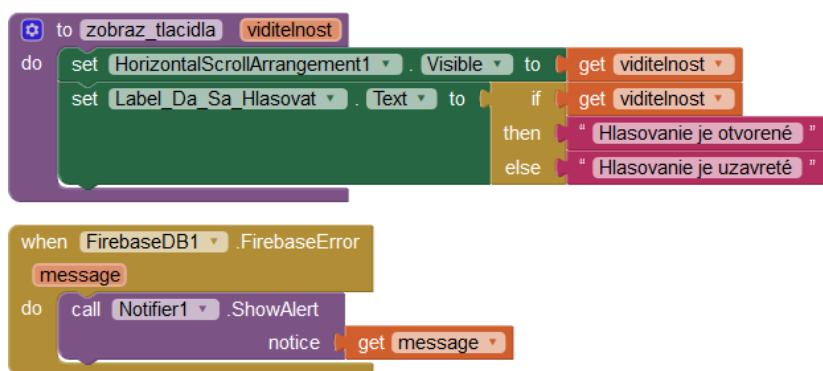 to zobraz_tlacidla viditelnost
do set HorizontalScrollArrangement1 . Visible to get viditelnost
set Label_Da_Sa_Hlasovat . Text to if get viditelnost
then " Hlasovanie je otvorené "
else " Hlasovanie je uzavreté "
when FirebaseDB1 .FirebaseError
message
do call Notifier1 .ShowAlert
notice get message